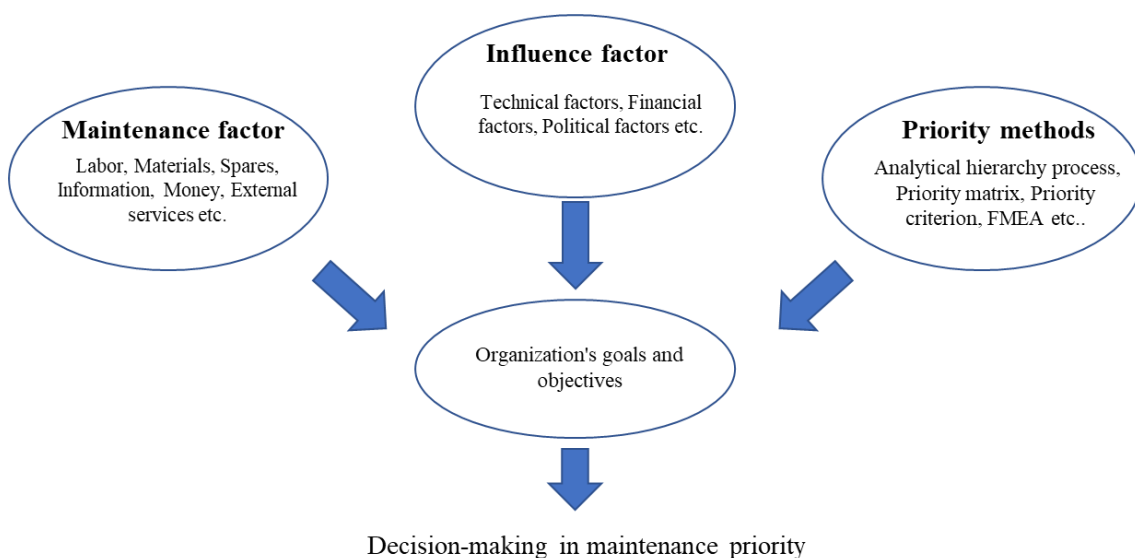 Influence factor
Technical factors, Financial
factors, Political factors etc.
Maintenance factor
Labor, Materials, Spares,
Information, Money, External
services etc.
Priority methods
Analytical hierarchy process,
Priority matrix, Priority
criterion, FMEA etc..
Organization's goals and
objectives
Decision-making in maintenance priority